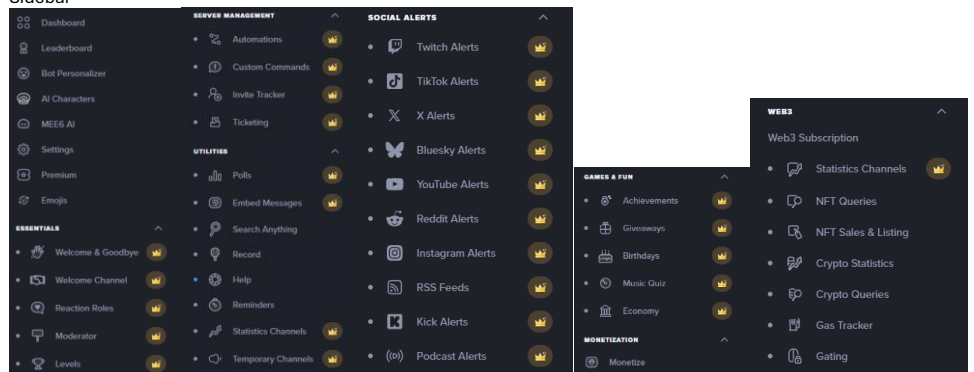 Sidebar
Dashboard
Leaderboard
Bot Personalizer
AI Characters
MEE6 AI
Settings
Premium
Emojis
ESSENTIALS
Welcome & Goodbye
Welcome Channel
Reaction Roles
Moderator
Levels
SERVER MANAGEMENT
Automations
Custom Commands
Invite Tracker
Ticketing
UTILITIES
Polls
Embed Messages
Search Anything
Record
Help
Reminders
Statistics Channels
Temporary Channels
SOCIAL ALERTS
Twitch Alerts
TikTok Alerts
X Alerts
Bluesky Alerts
YouTube Alerts
Reddit Alerts
Instagram Alerts
RSS Feeds
Kick Alerts
Podcast Alerts
GAMES & FUN
Achievements
Giveaways
Birthdays
Music Quiz
Economy
MONETIZATION
Monetize
WEB3
Web3 Subscription
Statistics Channels
NFT Queries
NFT Sales & Listing
Crypto Statistics
Crypto Queries
Gas Tracker
Gating